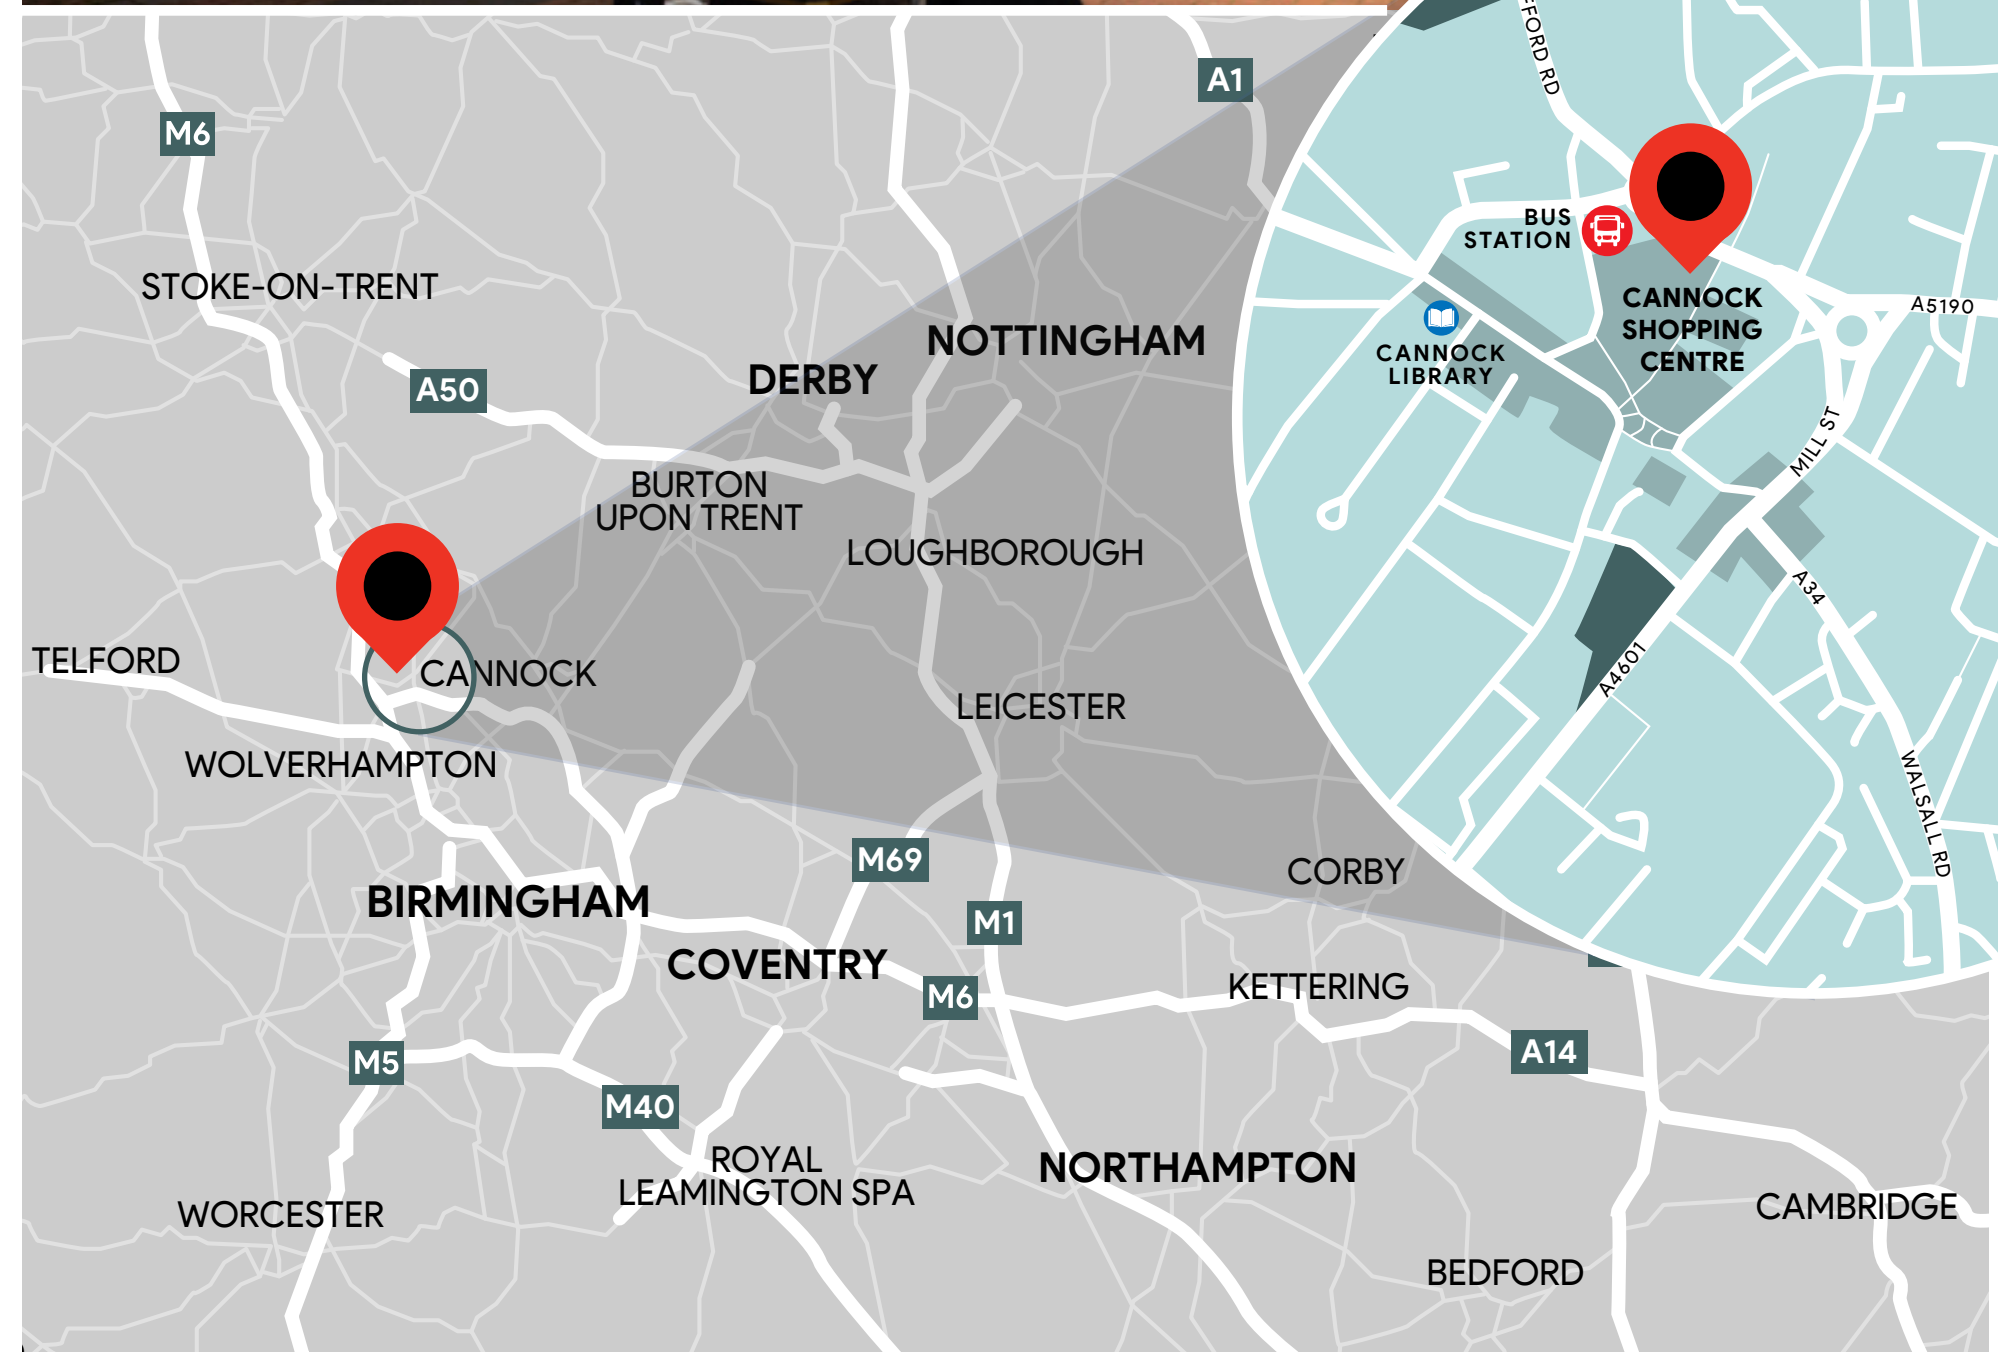 A1
M6
STOKE-ON-TRENT
NOTTINGHAM
DERBY
A50
BURTON
UPON TRENT
LOUGHBOROUGH
TELFORD
CANNOCK
LEICESTER
WOLVERHAMPTON
M69
CORBY
BIRMINGHAM
M1
COVENTRY
M6
KETTERING
A14
M5
M40
ROYAL
LEAMINGTON SPA
NORTHAMPTON
WORCESTER
CAMBRIDGE
BEDFORD
FORD RD
BUS
STATION
CANNOCK
SHOPPING
CENTRE
A5190
CANNOCK
LIBRARY
MILL ST
A34
A4601
WALSALL RD